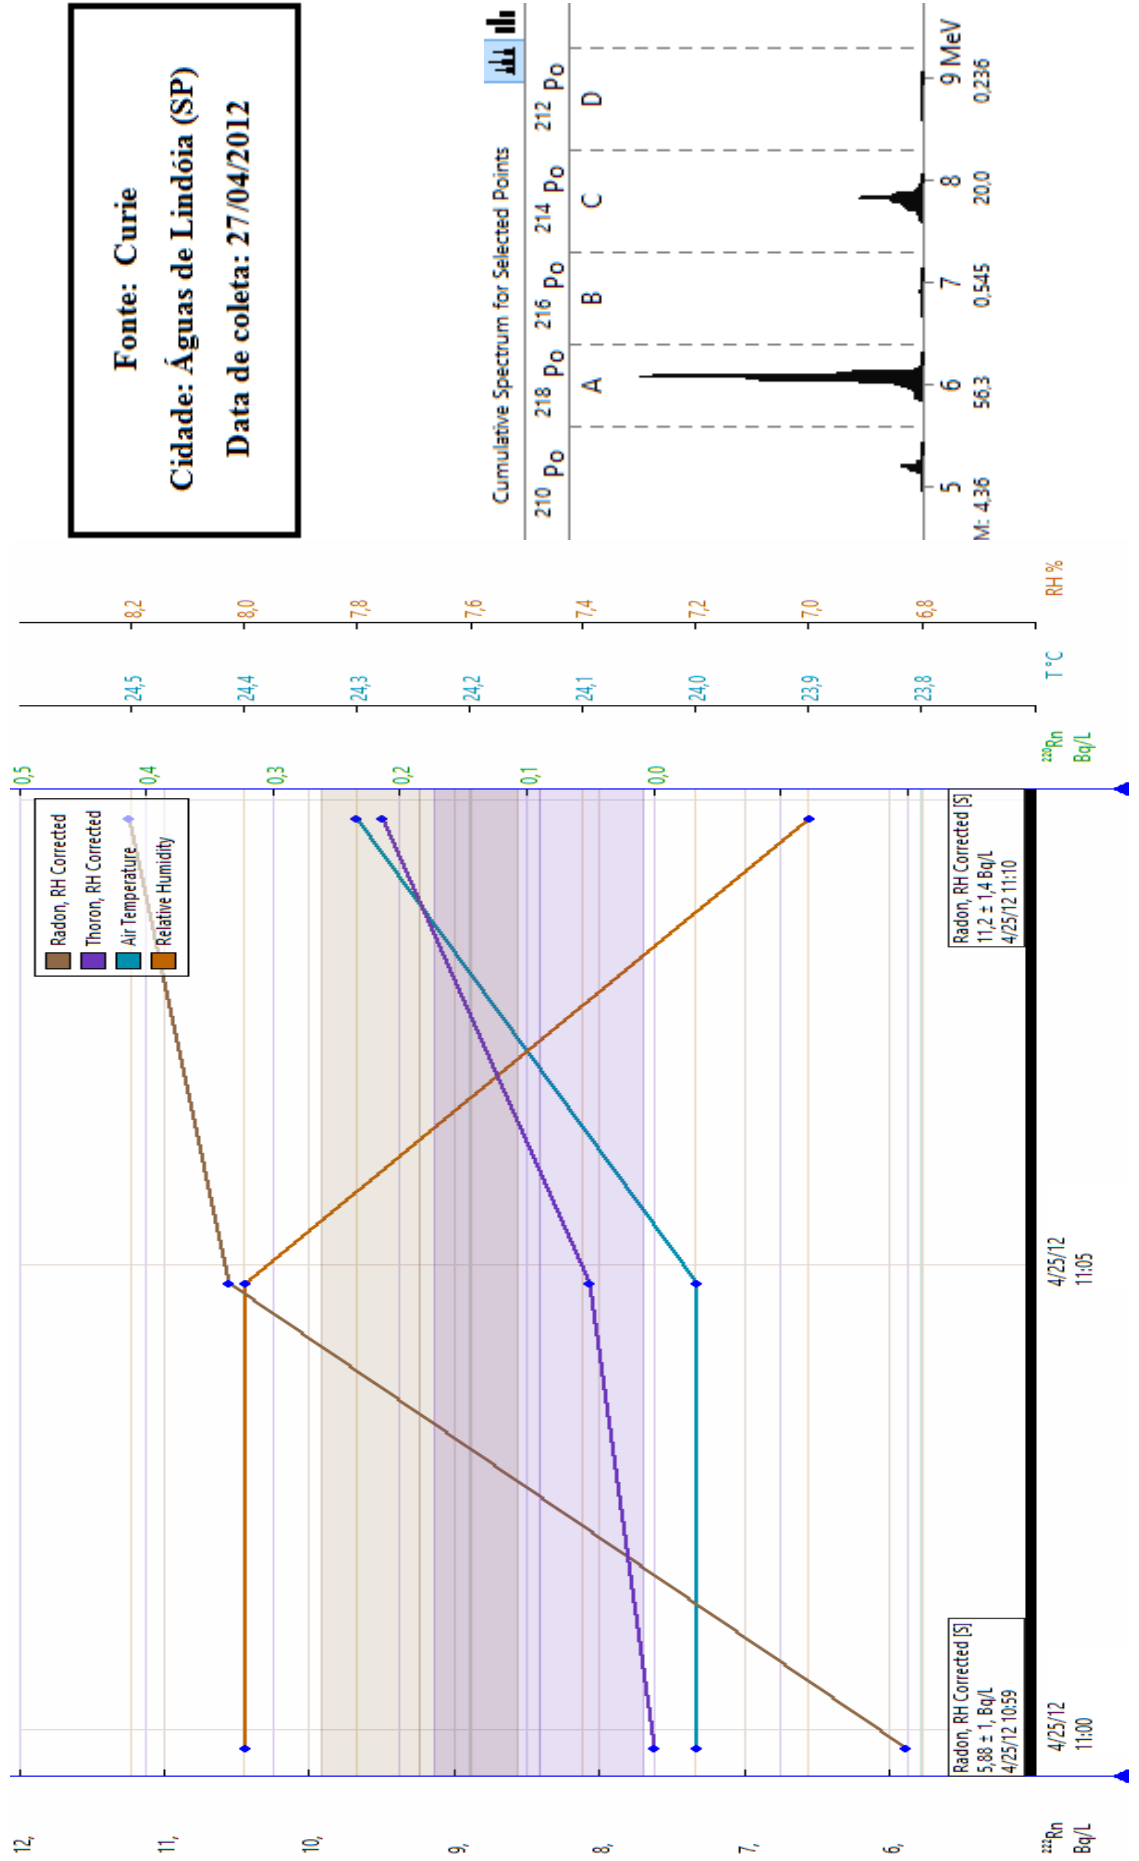 Fonte: Curie
Cidade: Águas de Lindóia (SP)
Data de coleta: 27/04/2012
Cumulative Spectrum for Selected Points
210 Po
218 Po
216 Po
214 Po
212 Po
A
B
C
D
5
6
7
8
9 MeV
M: 4,36
56,3
0,545
20,0
0,236
12,
11,
10,
9,
8,
7,
6,
²²²Rn
Bq/L
Radon, RH Corrected
Thoron, RH Corrected
Air Temperature
Relative Humidity
0,5
0,4
0,3
0,2
0,1
0,0
²²⁰Rn
Bq/L
24,5
24,4
24,3
24,2
24,1
24,0
23,9
23,8
T °C
8,2
8,0
7,8
7,6
7,4
7,2
7,0
6,8
RH %
Radon, RH Corrected [S]
5,88 ± 1, Bq/L
4/25/12 10:59
Radon, RH Corrected [S]
11,2 ± 1,4 Bq/L
4/25/12 11:10
4/25/12
11:00
4/25/12
11:05